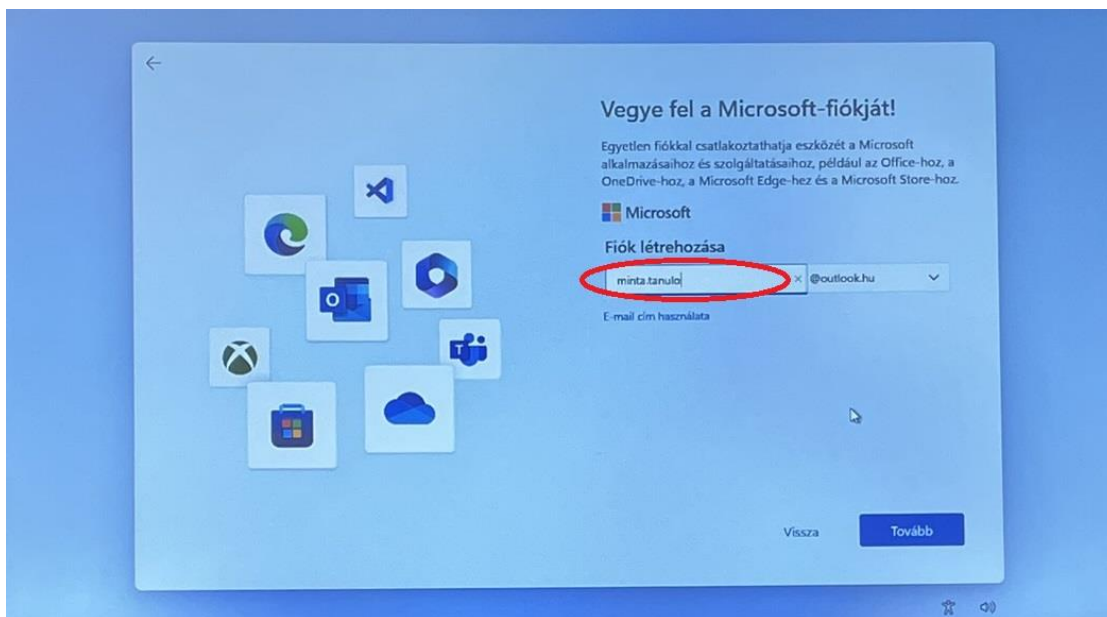 Vegye fel a Microsoft-fiókját!
Egyetlen fiókkal csatlakoztathatja eszközét a Microsoft
alkalmazásaihoz és szolgáltatásaihoz, például az Office-hoz, a
OneDrive-hoz, a Microsoft Edge-hez és a Microsoft Store-hoz.
Microsoft
Fiók létrehozása
minta.tanulo @outlook.hu
E-mail cím használata
Vissza Tovább